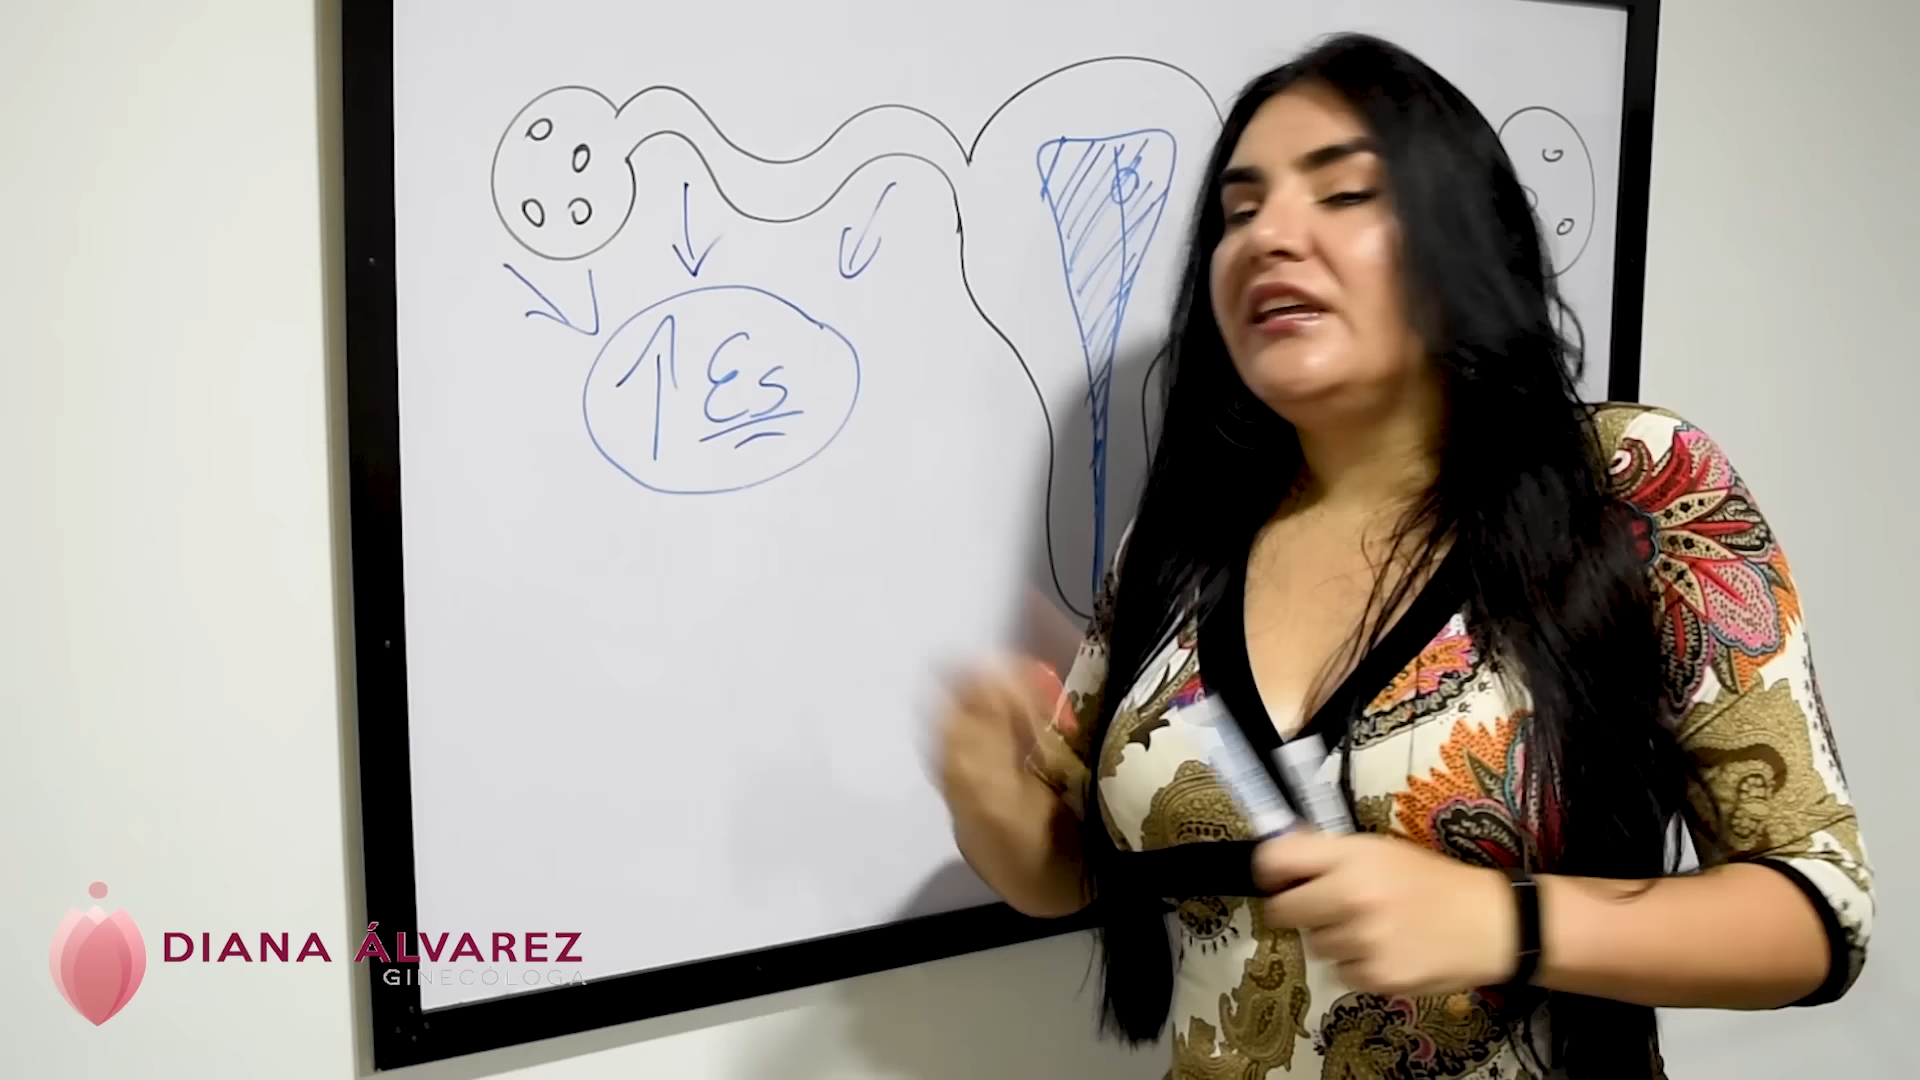 ↑ Es
DIANA ÁLVAREZ
GINECÓLOGA